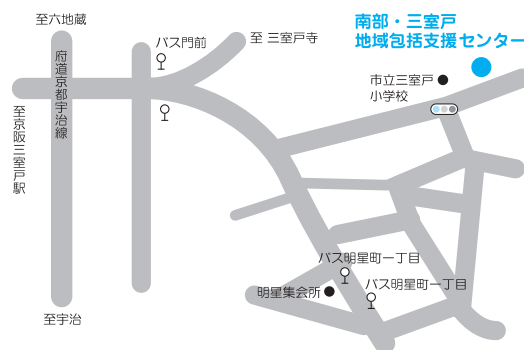 至六地蔵
南部・三室戸
地域包括支援センター
バス門前
至 三室戸寺
府道京都宇治線
市立三室戸
小学校
至京阪三室戸駅
バス明星町一丁目
バス明星町一丁目
明星集会所
至宇治